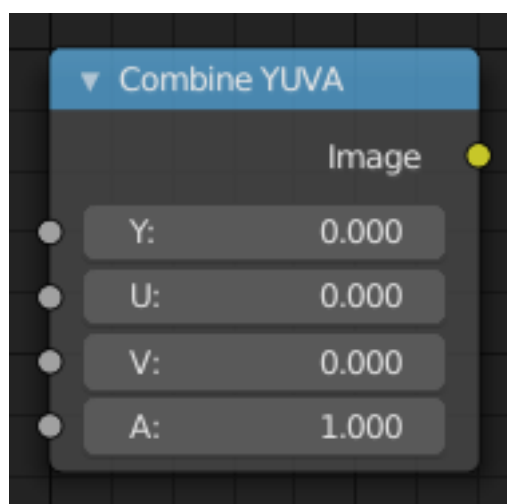 Combine YUVA
Image
Y: 0.000
U: 0.000
V: 0.000
A: 1.000